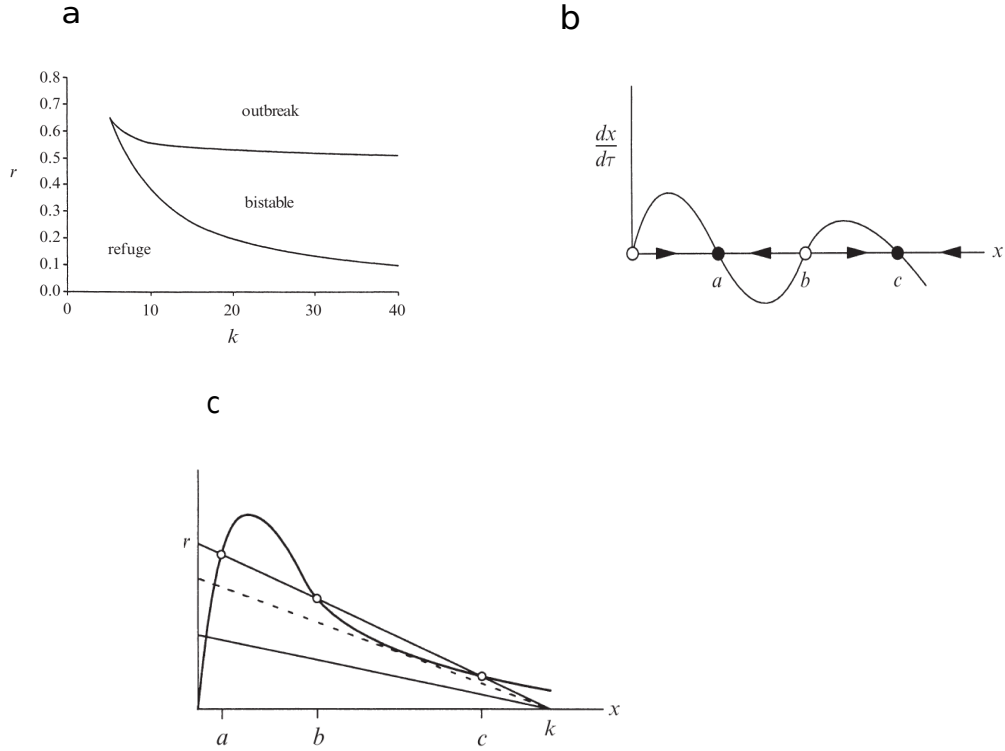 a
0.8
0.7
0.6
0.5
0.4
0.3
0.2
0.1
0.0
r
outbreak
bistable
refuge
0 10 20 30 40
k
b
dx
dτ
x
a b c
c
r
x
a b c k